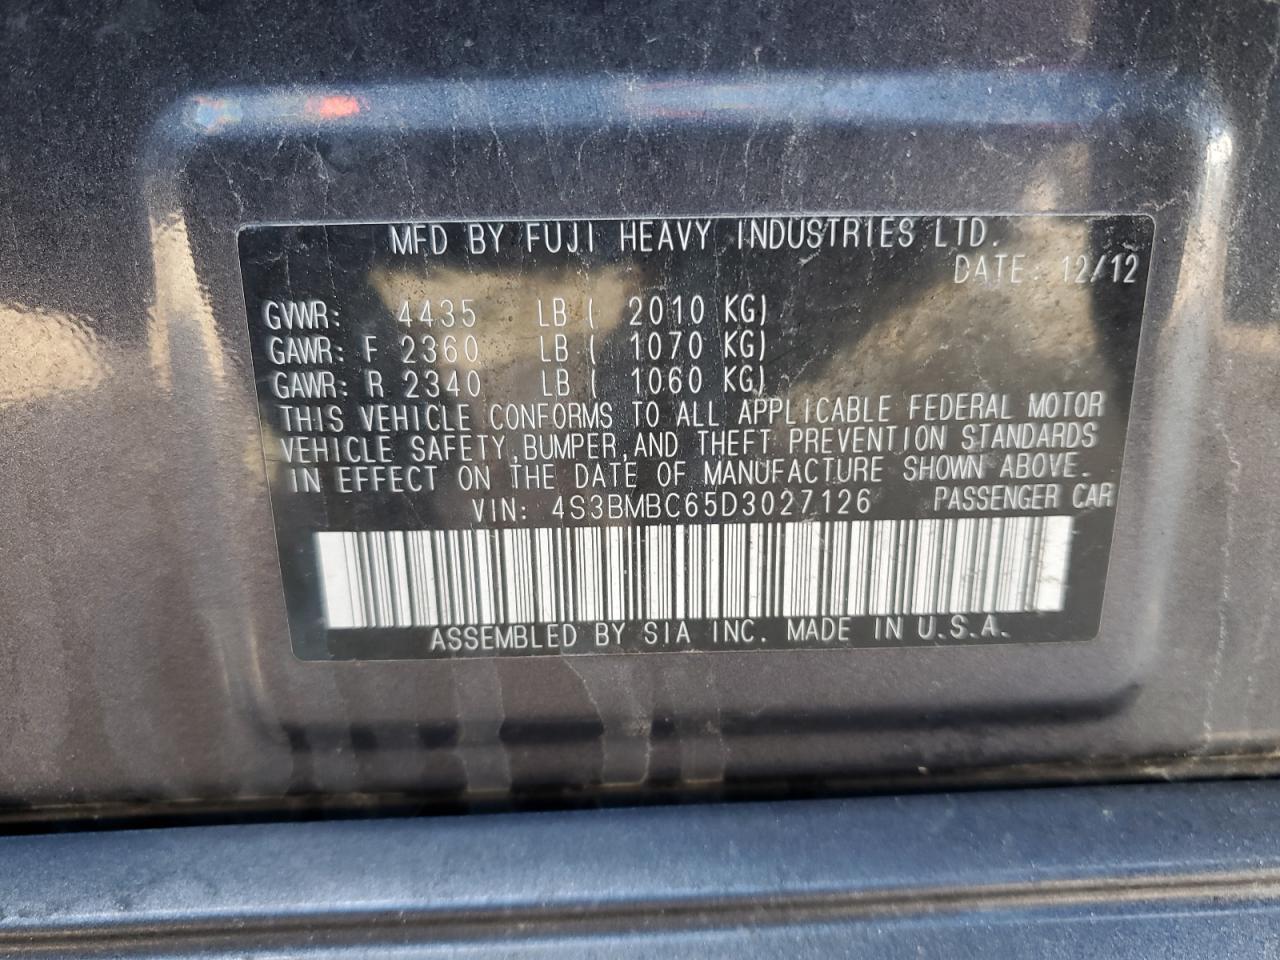 MFD BY FUJI HEAVY INDUSTRIES LTD.
DATE: 12/12
GVWR: 4435 LB ( 2010 KG)
GAWR: F 2360 LB ( 1070 KG)
GAWR: R 2340 LB ( 1060 KG)
THIS VEHICLE CONFORMS TO ALL APPLICABLE FEDERAL MOTOR
VEHICLE SAFETY, BUMPER, AND THEFT PREVENTION STANDARDS
IN EFFECT ON THE DATE OF MANUFACTURE SHOWN ABOVE.
VIN: 4S3BMBC65D3027126 PASSENGER CAR
ASSEMBLED BY SIA INC. MADE IN U.S.A.